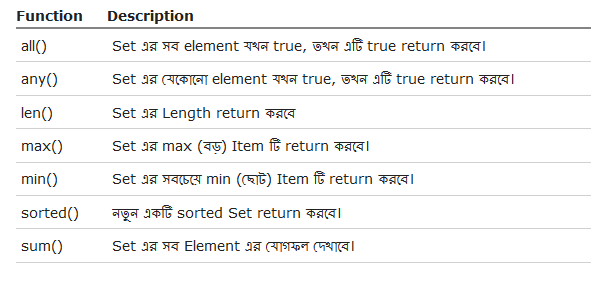 Function Description
all() Set এর সব element যখন true, তখন এটি true return করবে।
any() Set এর যেকোনো element যখন true, তখন এটি true return করবে।
len() Set এর Length return করবে
max() Set এর max (বড়) Item টি return করবে।
min() Set এর সবচেয়ে min (ছোট) Item টি return করবে।
sorted() নতুন একটি sorted Set return করবে।
sum() Set এর সব Element এর যোগফল দেখাবে।